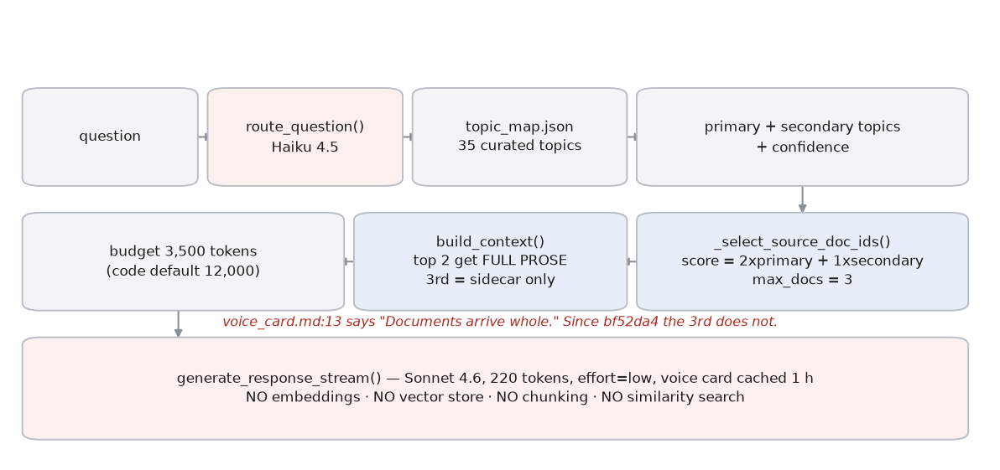 question
route_question()
Haiku 4.5
topic_map.json
35 curated topics
primary + secondary topics
+ confidence
budget 3,500 tokens
(code default 12,000)
build_context()
top 2 get FULL PROSE
3rd = sidecar only
_select_source_doc_ids()
score = 2xprimary + 1xsecondary
max_docs = 3
voice_card.md:13 says "Documents arrive whole." Since bf52da4 the 3rd does not.
generate_response_stream() — Sonnet 4.6, 220 tokens, effort=low, voice card cached 1 h
NO embeddings · NO vector store · NO chunking · NO similarity search